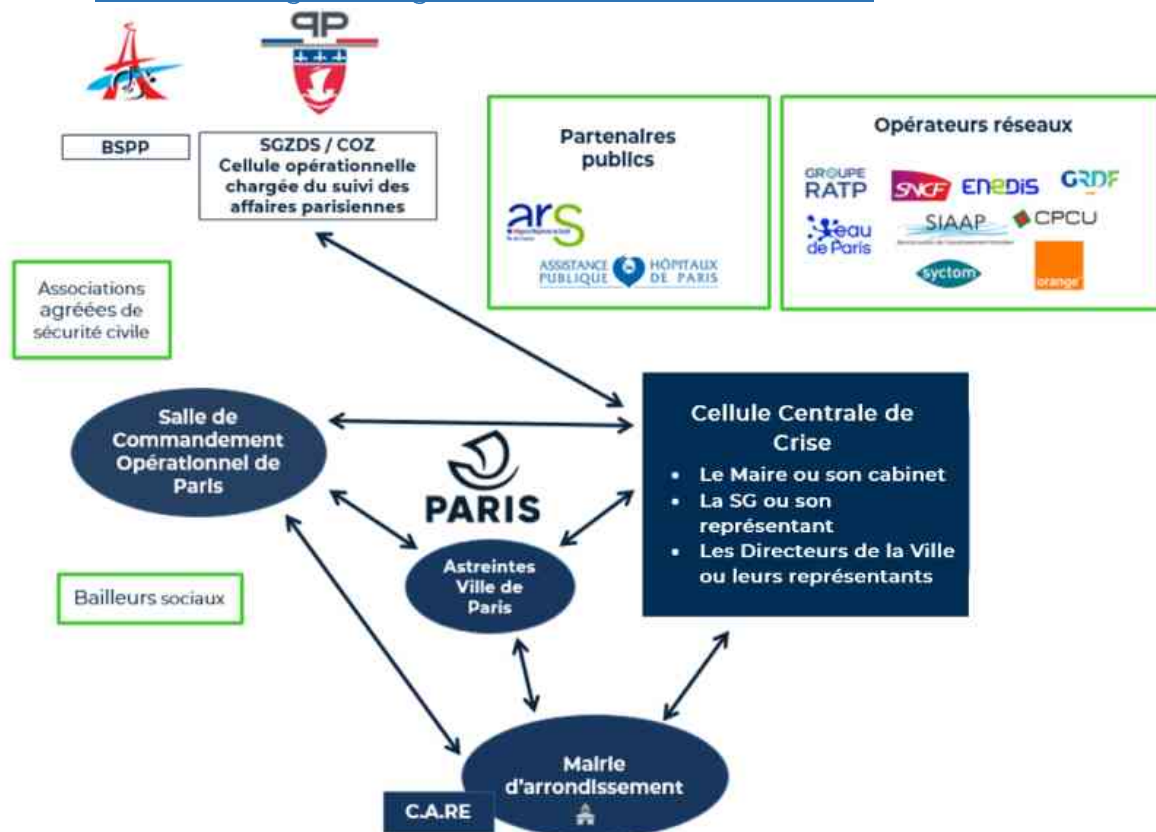 PP
BSPP
SGZDS / COZ
Cellule opérationnelle
chargée du suivi des
affaires parisiennes
Partenaires
publics
ars
ASSISTANCE PUBLIQUE HÔPITAUX DE PARIS
Opérateurs réseaux
GROUPE
RATP
SNCF
ENEDIS
GRDF
eau
de Paris
SIAAP
CPCU
syctom
orange
Associations
agréées de
sécurité civile
Salle de
Commandement
Opérationnel de
Paris
PARIS
Cellule Centrale de
Crise
• Le Maire ou son cabinet
• La SG ou son
représentant
• Les Directeurs de la Ville
ou leurs représentants
Astreintes
Ville de
Paris
Bailleurs sociaux
Mairie
d'arrondissement
C.A.RE